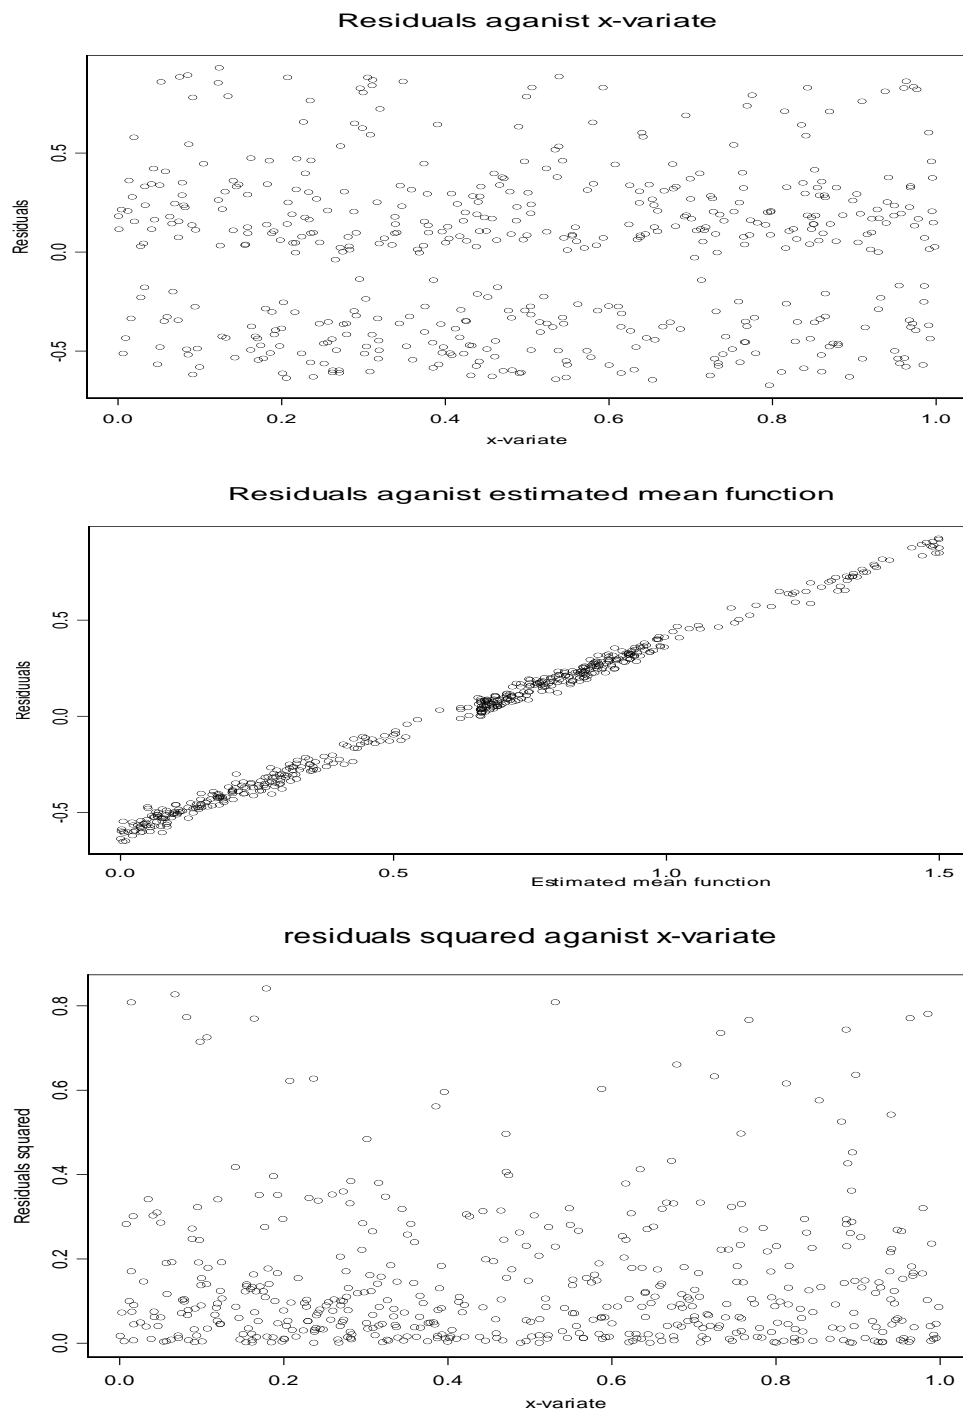 Residuals aganist x-variate
Residuals
0.5
0.0
-0.5
0.0 0.2 0.4 0.6 0.8 1.0
x-variate
Residuals aganist estimated mean function
Residuuals
0.5
0.0
-0.5
0.0 0.5 1.0 1.5
Estimated mean function
residuals squared aganist x-variate
Residuals squared
0.8
0.6
0.4
0.2
0.0
0.0 0.2 0.4 0.6 0.8 1.0
x-variate